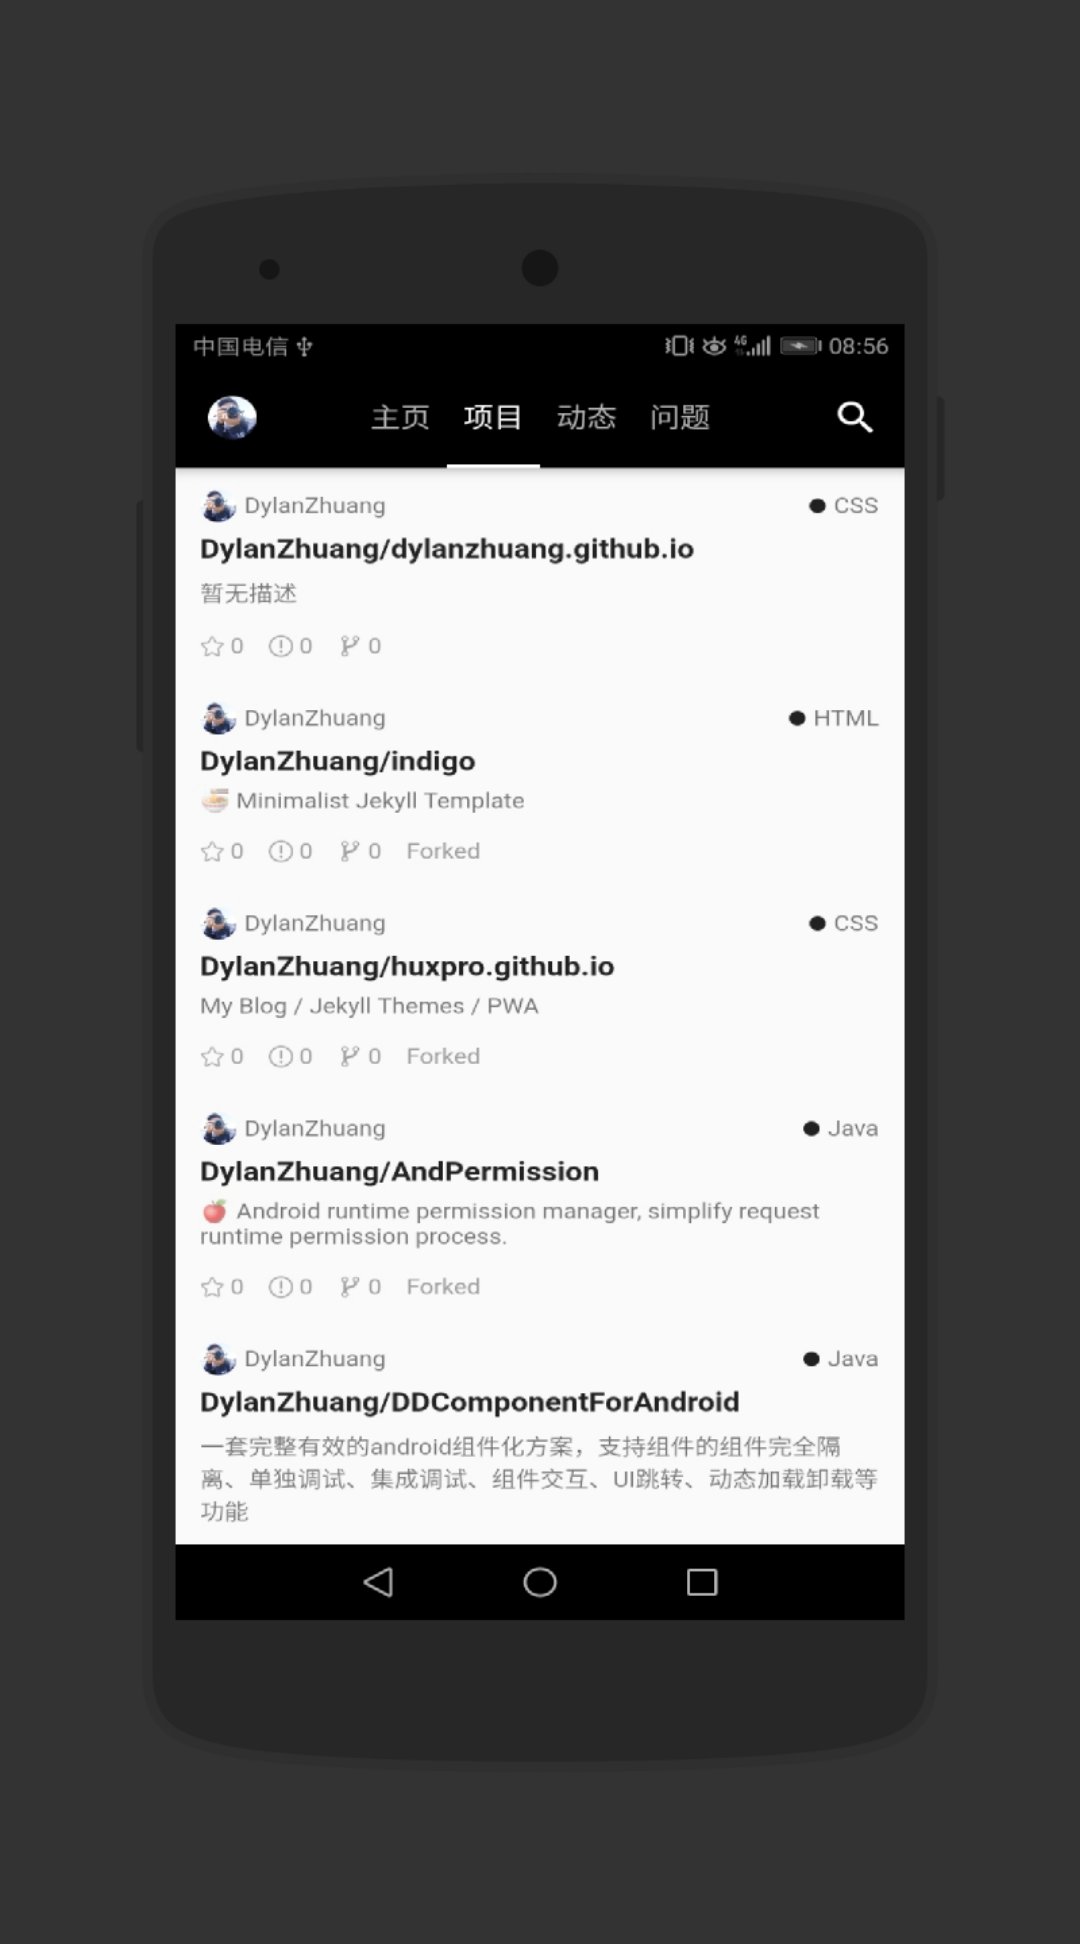 中国电信 4G 08:56
主页 项目 动态 问题
DylanZhuang CSS
DylanZhuang/dylanzhuang.github.io
暂无描述
0 0 0
DylanZhuang HTML
DylanZhuang/indigo
🍜 Minimalist Jekyll Template
0 0 0 Forked
DylanZhuang CSS
DylanZhuang/huxpro.github.io
My Blog / Jekyll Themes / PWA
0 0 0 Forked
DylanZhuang Java
DylanZhuang/AndPermission
🍎 Android runtime permission manager, simplify request
runtime permission process.
0 0 0 Forked
DylanZhuang Java
DylanZhuang/DDComponentForAndroid
一套完整有效的android组件化方案，支持组件的组件完全隔
离、单独调试、集成调试、组件交互、UI跳转、动态加载卸载等
功能